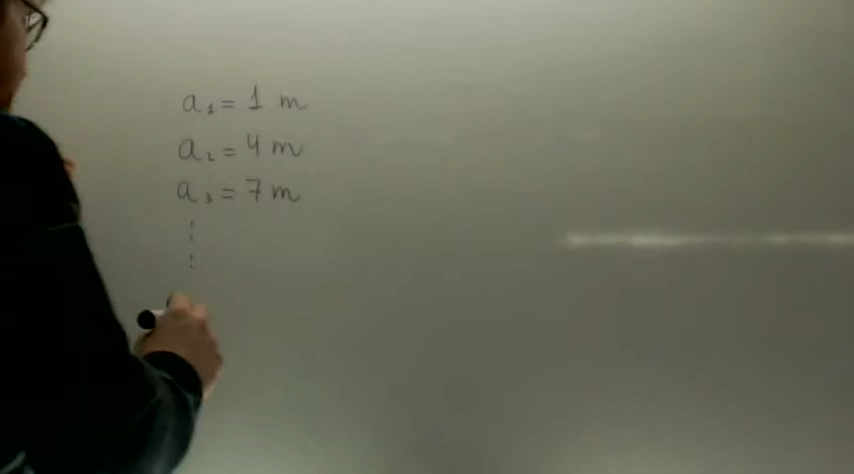 a₁ = 1 m
a₂ = 4 m
a₃ = 7 m
⋮